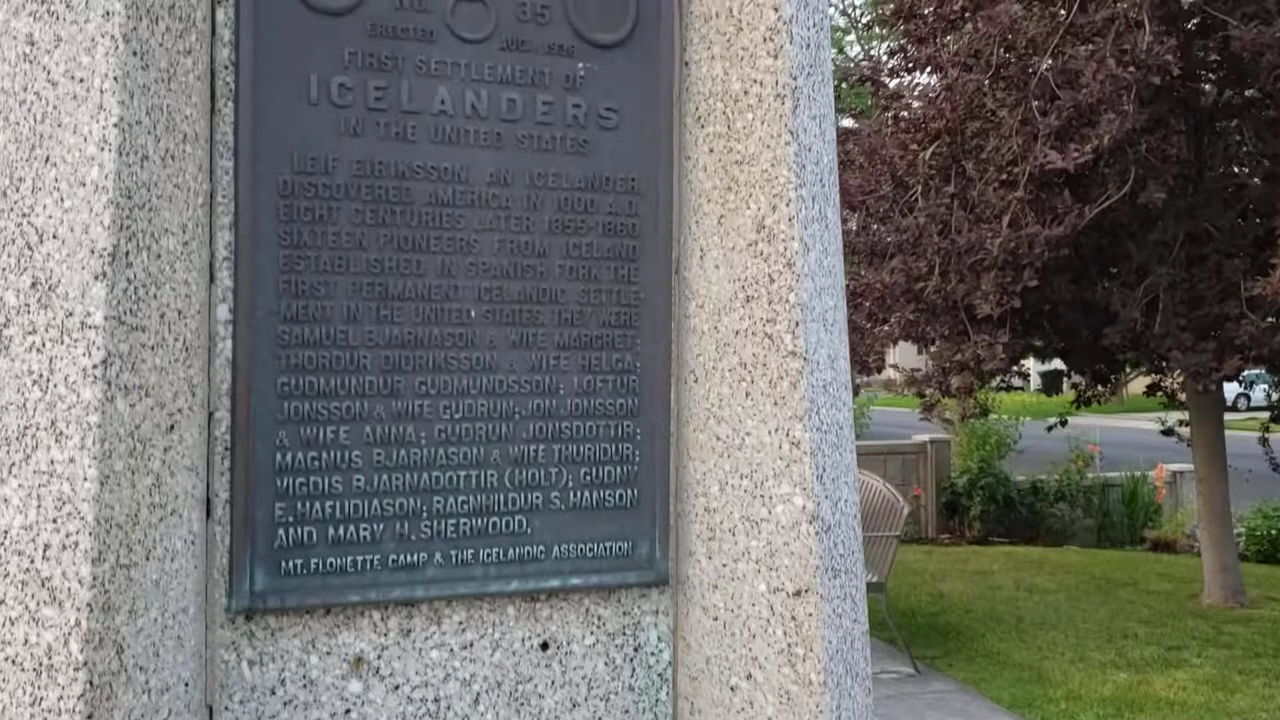 No. 35
ERECTED AUG. 1938
FIRST SETTLEMENT OF
ICELANDERS
IN THE UNITED STATES
LEIF EIRIKSSON, AN ICELANDER,
DISCOVERED AMERICA IN 1000 A.D.
EIGHT CENTURIES LATER 1855-1860
SIXTEEN PIONEERS FROM ICELAND
ESTABLISHED IN SPANISH FORK THE
FIRST PERMANENT ICELANDIC SETTLE-
MENT IN THE UNITED STATES. THEY WERE
SAMUEL BJARNASON & WIFE MARGRET;
THORDUR DIDRIKSSON & WIFE HELGA;
GUDMUNDUR GUDMUNDSSON; LOFTUR
JONSSON & WIFE GUDRUN; JON JONSSON
& WIFE ANNA; GUDRUN JONSDOTTIR;
MAGNUS BJARNASON & WIFE THURIDUR;
VIGDIS BJARNADOTTIR (HOLT); GUDNY
E. HAFLIDIASON; RAGNHILDUR S. HANSON
AND MARY H. SHERWOOD.
MT. FLONETTE CAMP & THE ICELANDIC ASSOCIATION